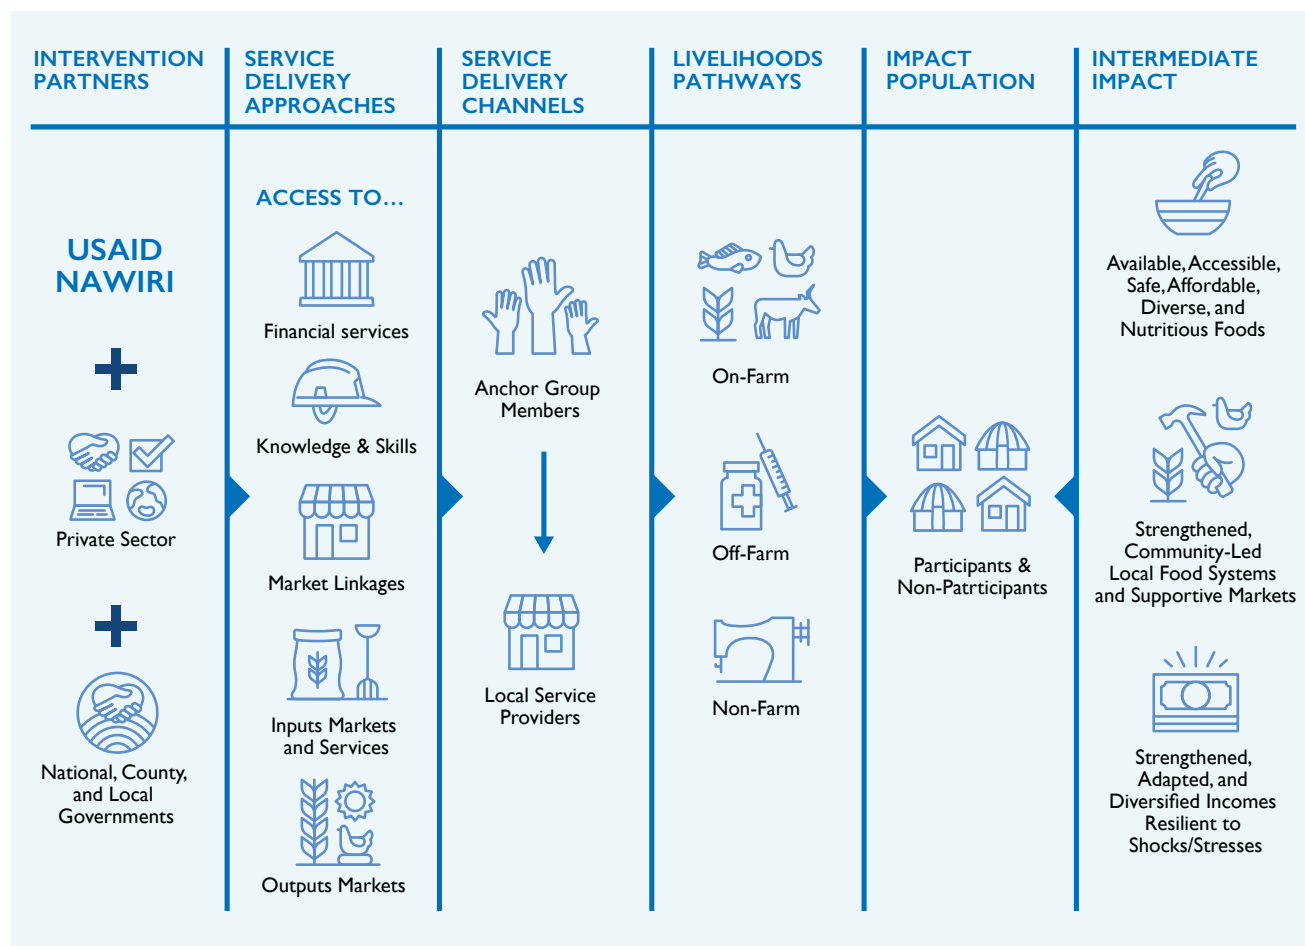 INTERVENTION
PARTNERS
SERVICE
DELIVERY
APPROACHES
SERVICE
DELIVERY
CHANNELS
LIVELIHOODS
PATHWAYS
IMPACT
POPULATION
INTERMEDIATE
IMPACT
USAID
NAWIRI
Private Sector
National, County,
and Local
Governments
ACCESS TO…
Financial services
Knowledge & Skills
Market Linkages
Inputs Markets
and Services
Outputs Markets
Anchor Group
Members
Local Service
Providers
On-Farm
Off-Farm
Non-Farm
Participants &
Non-Patrticipants
Available, Accessible,
Safe, Affordable,
Diverse, and
Nutritious Foods
Strengthened,
Community-Led
Local Food Systems
and Supportive Markets
Strengthened,
Adapted, and
Diversified Incomes
Resilient to
Shocks/Stresses